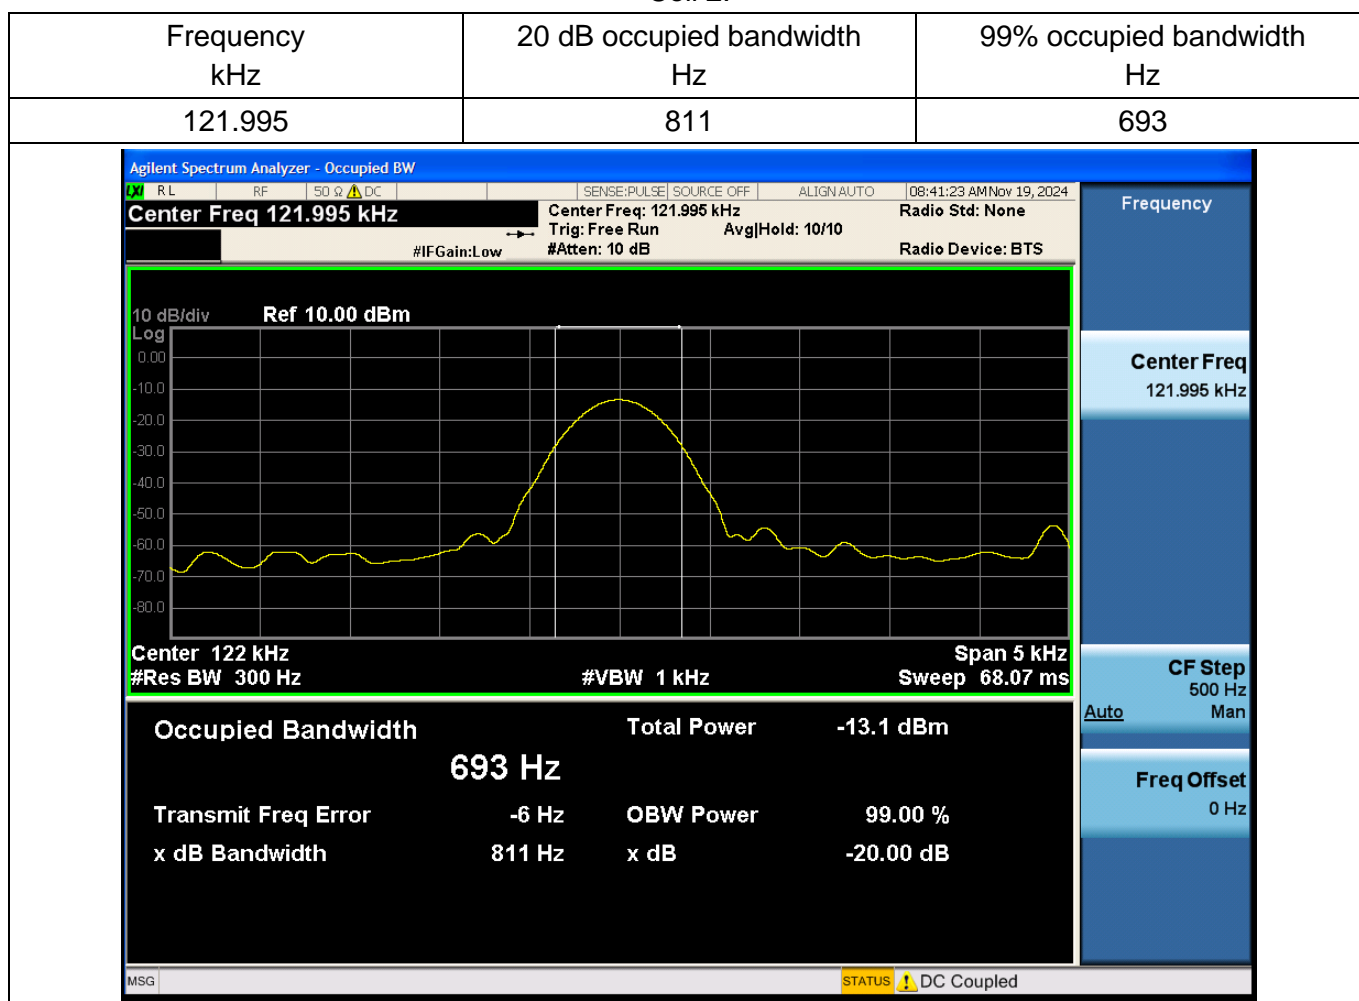 Frequency kHz 20 dB occupied bandwidth Hz 99% occupied bandwidth Hz
121.995 811 693
Agilent Spectrum Analyzer - Occupied BW
LXI RL RF 50 Ω DC SENSE:PULSE SOURCE OFF ALIGN AUTO 08:41:23 AM Nov 19, 2024
Center Freq 121.995 kHz
Center Freq: 121.995 kHz Radio Std: None
Trig: Free Run Avg|Hold: 10/10
#IFGain:Low #Atten: 10 dB Radio Device: BTS
10 dB/div Ref 10.00 dBm
Log
0.00
-10.0
-20.0
-30.0
-40.0
-50.0
-60.0
-70.0
-80.0
Center 122 kHz Span 5 kHz
#Res BW 300 Hz #VBW 1 kHz Sweep 68.07 ms
Occupied Bandwidth Total Power -13.1 dBm
693 Hz
Transmit Freq Error -6 Hz OBW Power 99.00 %
x dB Bandwidth 811 Hz x dB -20.00 dB
Frequency
Center Freq
121.995 kHz
CF Step
500 Hz
Auto Man
Freq Offset
0 Hz
MSG STATUS DC Coupled